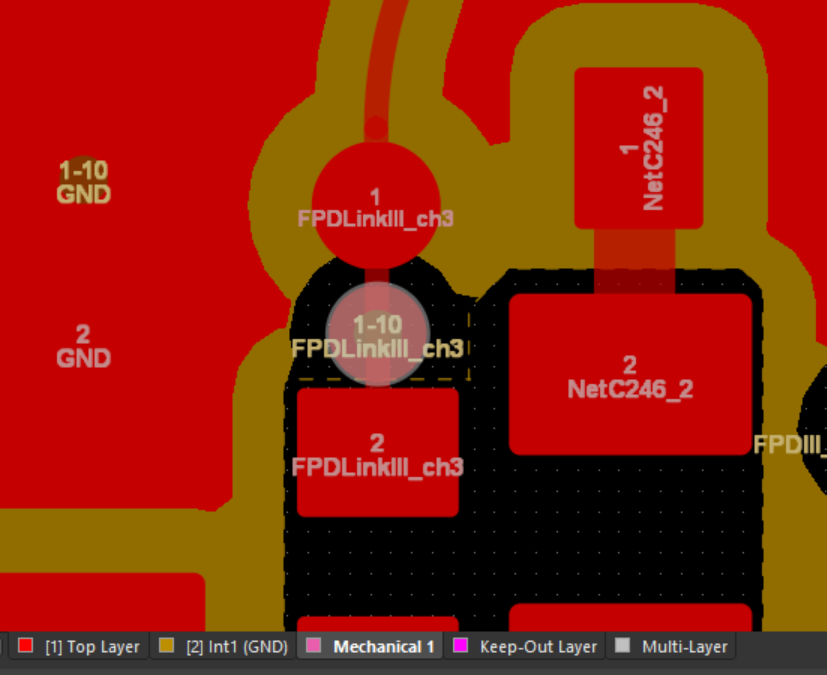 1-10
GND
1
FPDLinkIII_ch3
1
NetC246_2
2
GND
1-10
FPDLinkIII_ch3
2
NetC246_2
2
FPDLinkIII_ch3
FPDIII_
[1] Top Layer
[2] Int1 (GND)
Mechanical 1
Keep-Out Layer
Multi-Layer